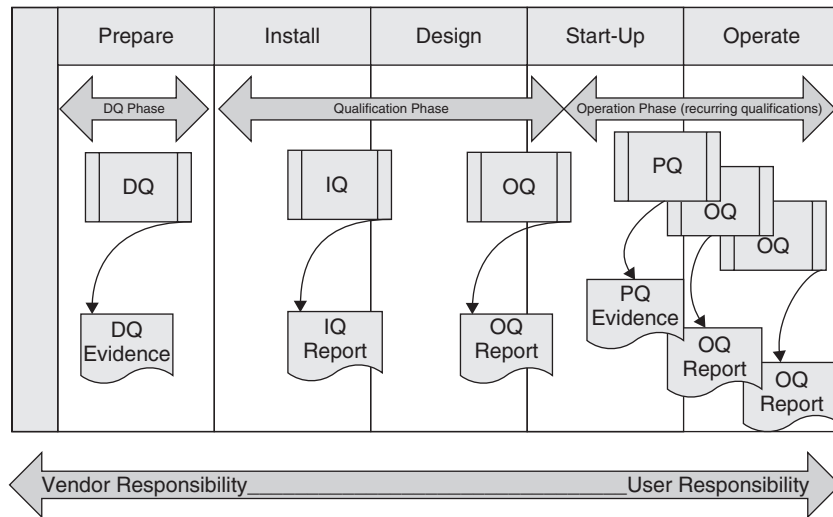 Prepare
Install
Design
Start-Up
Operate
DQ Phase
Qualification Phase
Operation Phase (recurring qualifications)
DQ
IQ
OQ
PQ
OQ
OQ
DQ
Evidence
IQ
Report
OQ
Report
PQ
Evidence
OQ
Report
OQ
Report
Vendor Responsibility
User Responsibility